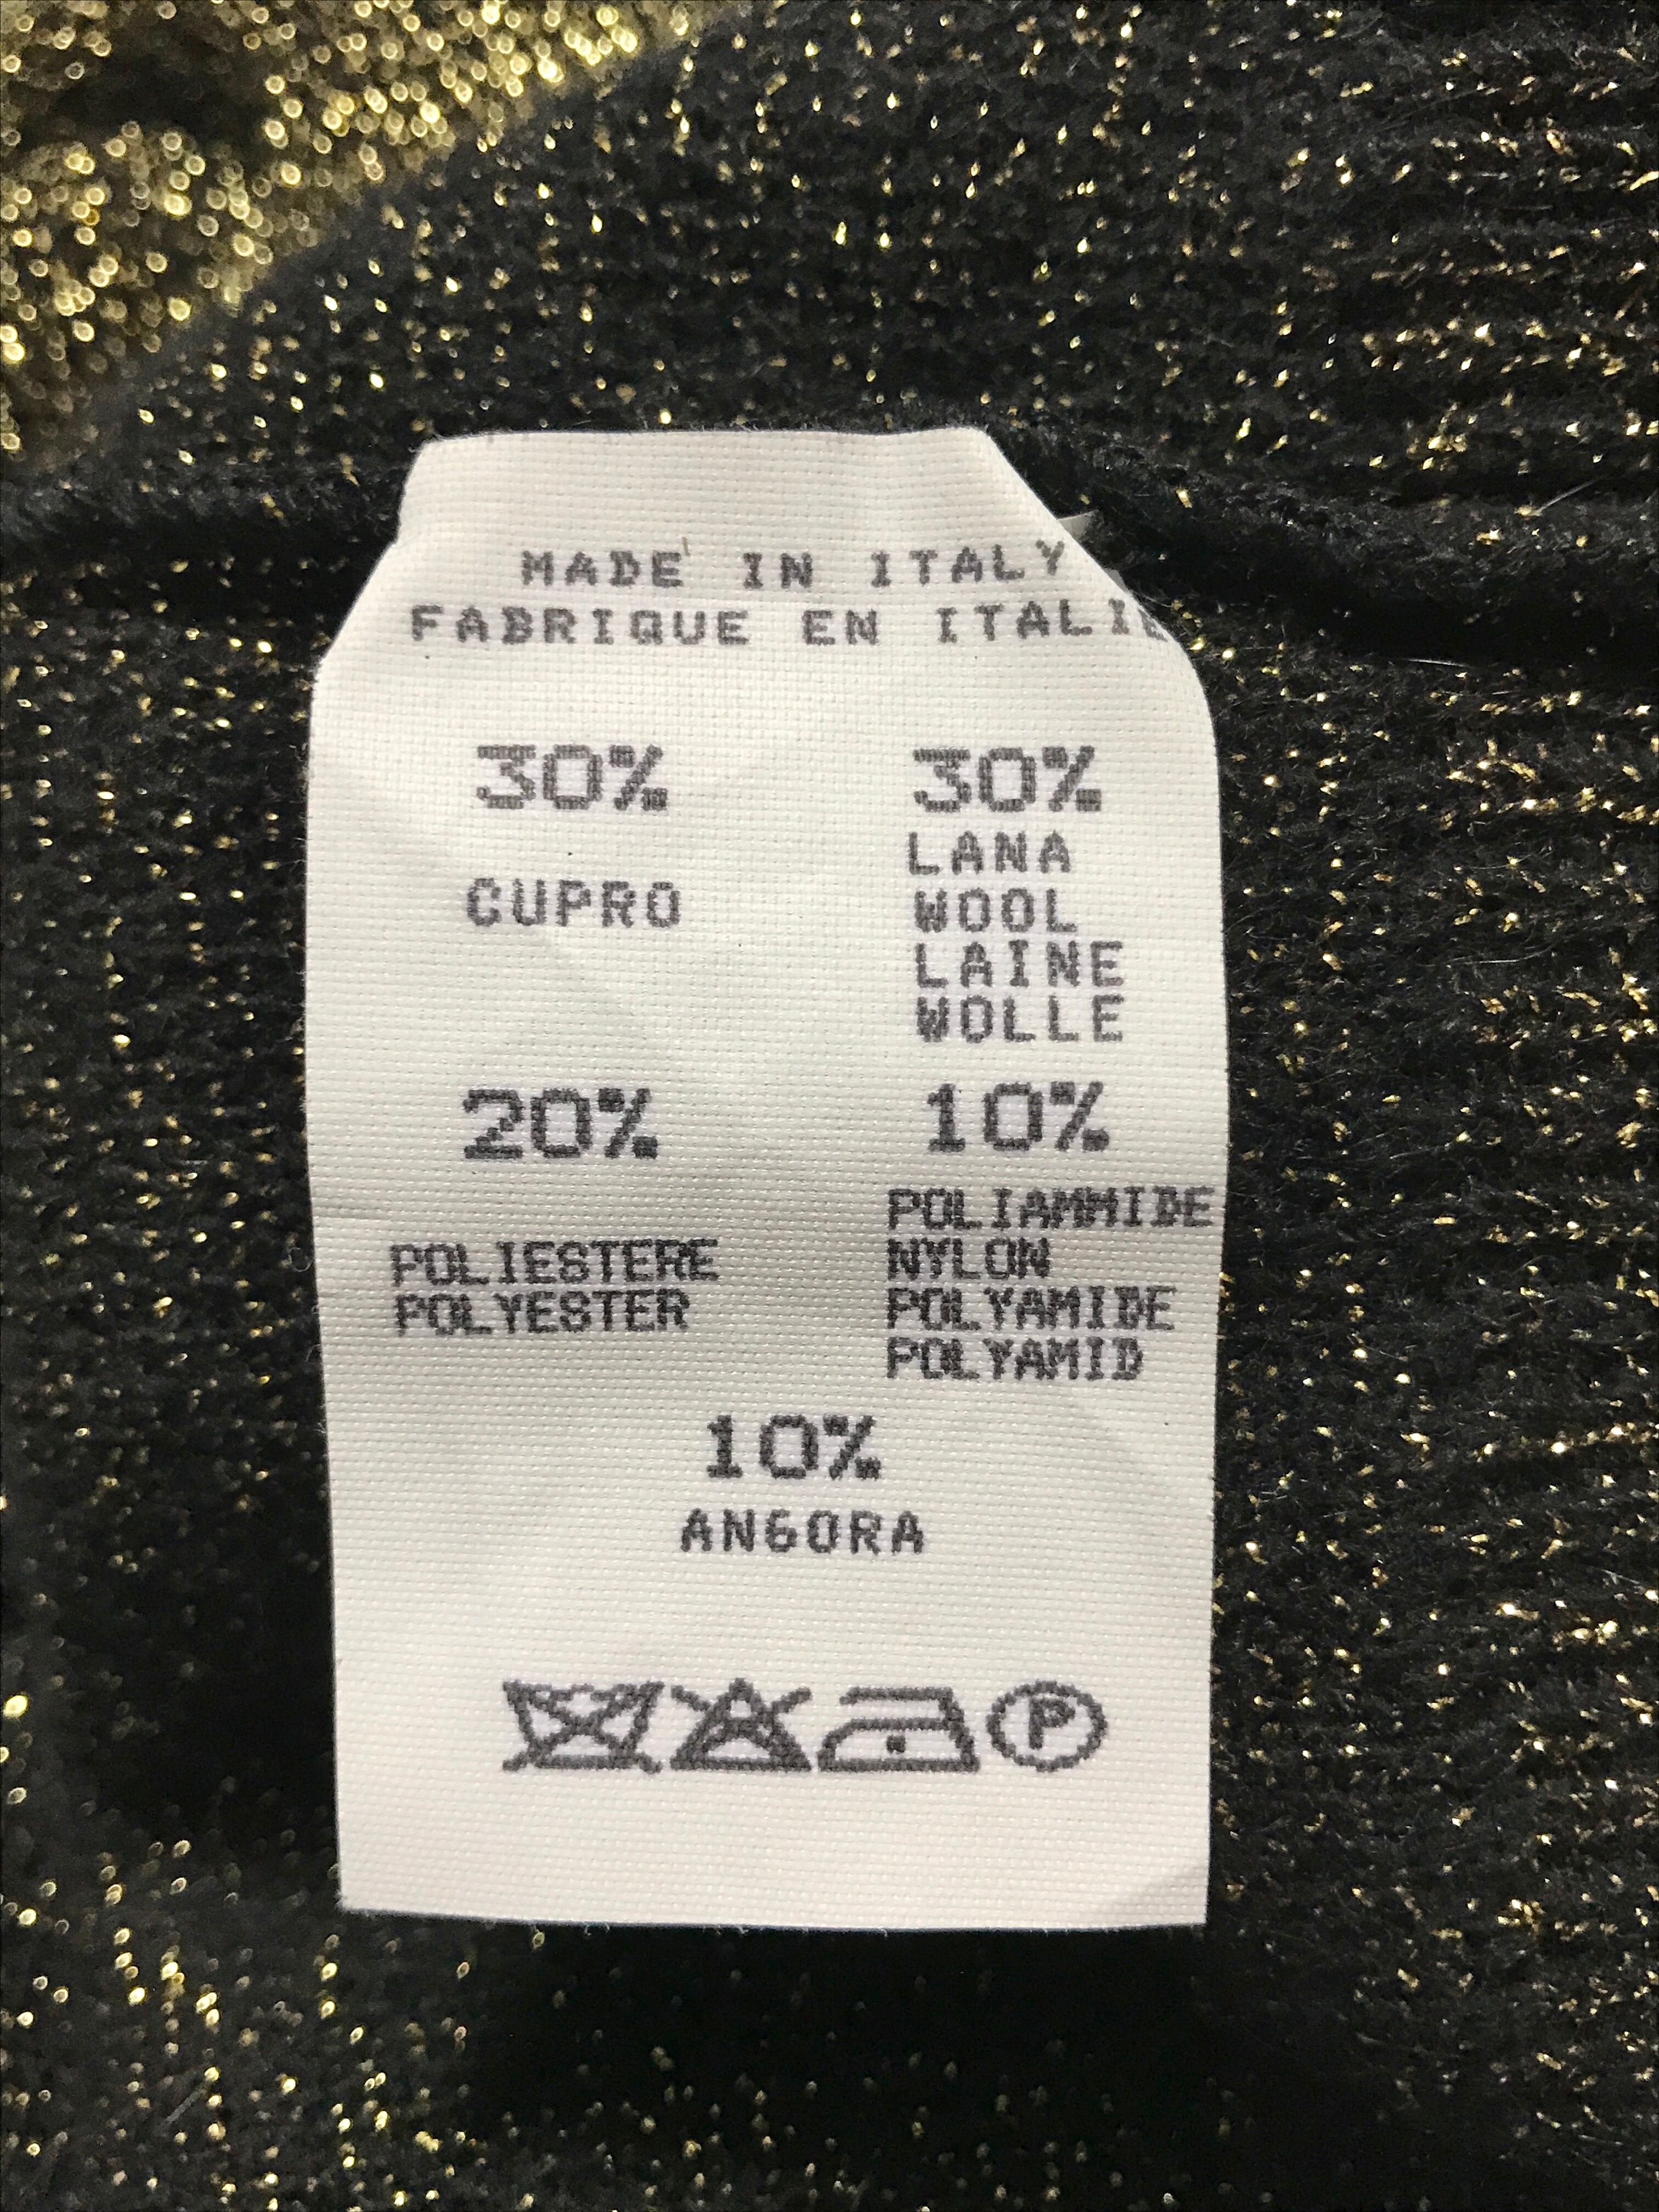 MADE IN ITALY
FABRIQUE EN ITALIE
30%
CUPRO
30%
LANA
WOOL
LAINE
WOLLE
20%
POLIESTERE
POLYESTER
10%
POLIAMMIDE
NYLON
POLYAMIDE
POLYAMID
10%
ANGORA
P